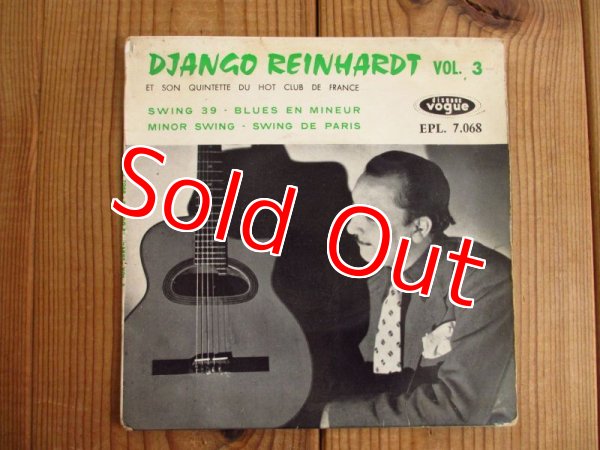 DJANGO REINHARDT VOL. 3
ET SON QUINTETTE DU HOT CLUB DE FRANCE
SWING 39 - BLUES EN MINEUR
MINOR SWING - SWING DE PARIS
disques
vogue
EPL. 7.068
Sold Out